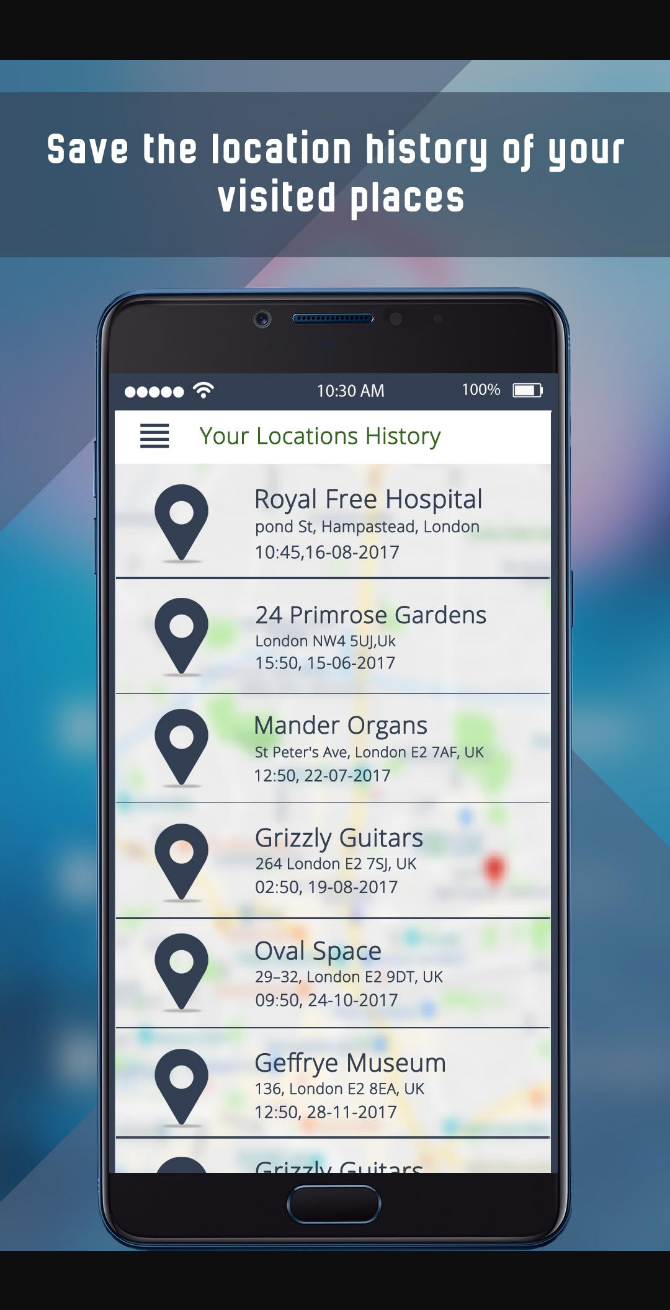 Save the location history of your
visited places
10:30 AM
100%
Your Locations History
Royal Free Hospital
pond St, Hampastead, London
10:45,16-08-2017
24 Primrose Gardens
London NW4 5UJ,Uk
15:50, 15-06-2017
Mander Organs
St Peter's Ave, London E2 7AF, UK
12:50, 22-07-2017
Grizzly Guitars
264 London E2 7SJ, UK
02:50, 19-08-2017
Oval Space
29–32, London E2 9DT, UK
09:50, 24-10-2017
Geffrye Museum
136, London E2 8EA, UK
12:50, 28-11-2017
Grizzly Guitars